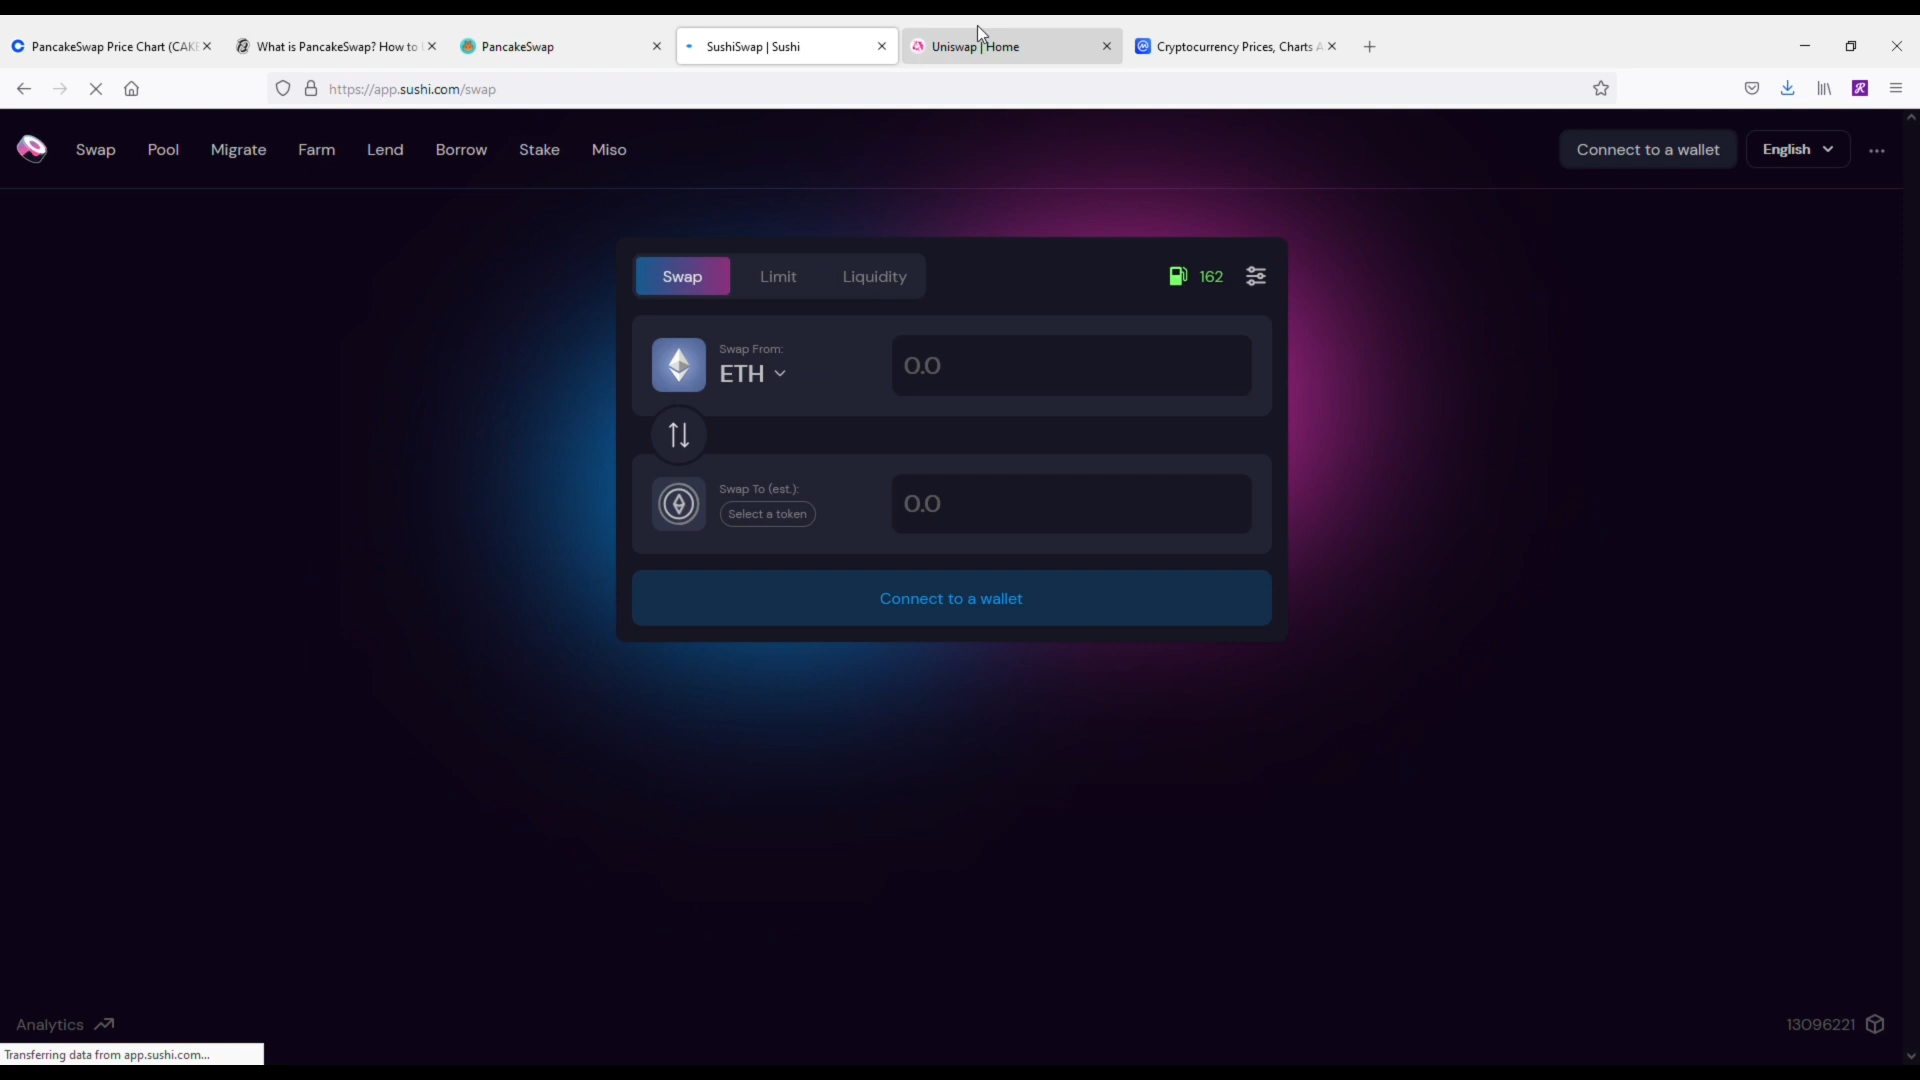 PancakeSwap Price Chart (CAKE
What is PancakeSwap? How to
PancakeSwap
SushiSwap | Sushi
Uniswap | Home
Cryptocurrency Prices, Charts A
https://app.sushi.com/swap
Swap
Pool
Migrate
Farm
Lend
Borrow
Stake
Miso
Connect to a wallet
English
Swap
Limit
Liquidity
162
Swap From:
ETH
0.0
Swap To (est.):
Select a token
0.0
Connect to a wallet
Analytics
13096221
Transferring data from app.sushi.com...